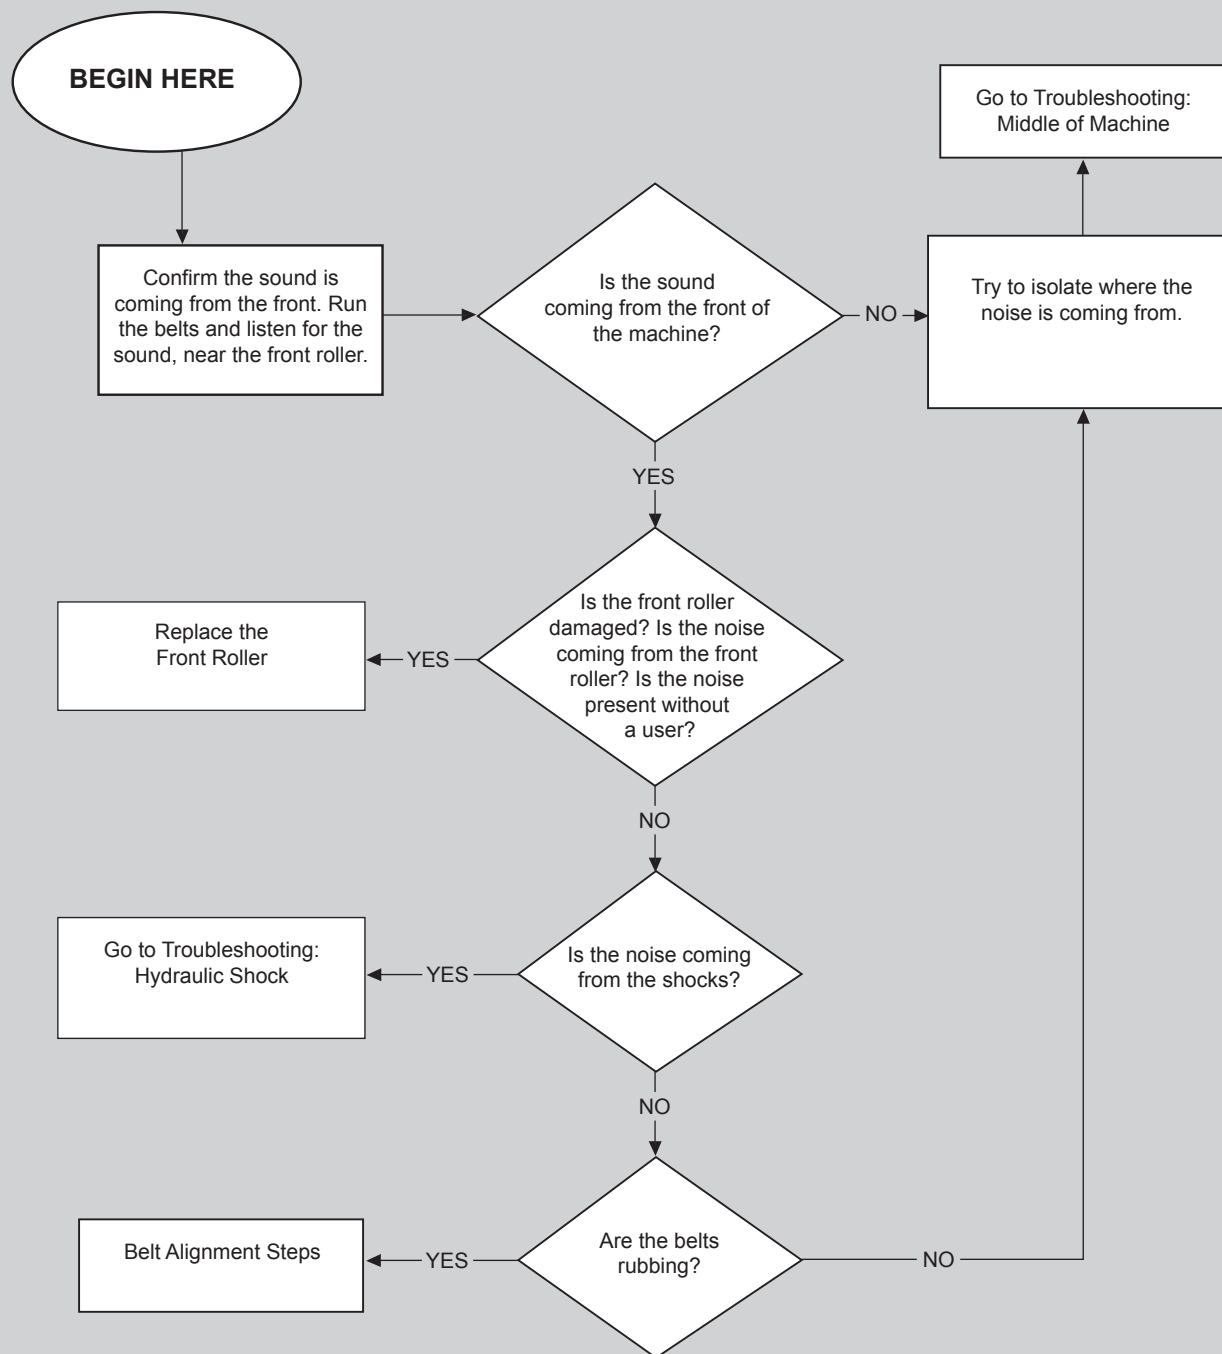 BEGIN HERE
Go to Troubleshooting:
Middle of Machine
Confirm the sound is
coming from the front. Run
the belts and listen for the
sound, near the front roller.
Is the sound
coming from the front of
the machine?
NO
Try to isolate where the
noise is coming from.
YES
Is the front roller
damaged? Is the noise
coming from the front
roller? Is the noise
present without
a user?
YES
Replace the
Front Roller
NO
Is the noise coming
from the shocks?
YES
Go to Troubleshooting:
Hydraulic Shock
NO
Are the belts
rubbing?
YES
Belt Alignment Steps
NO